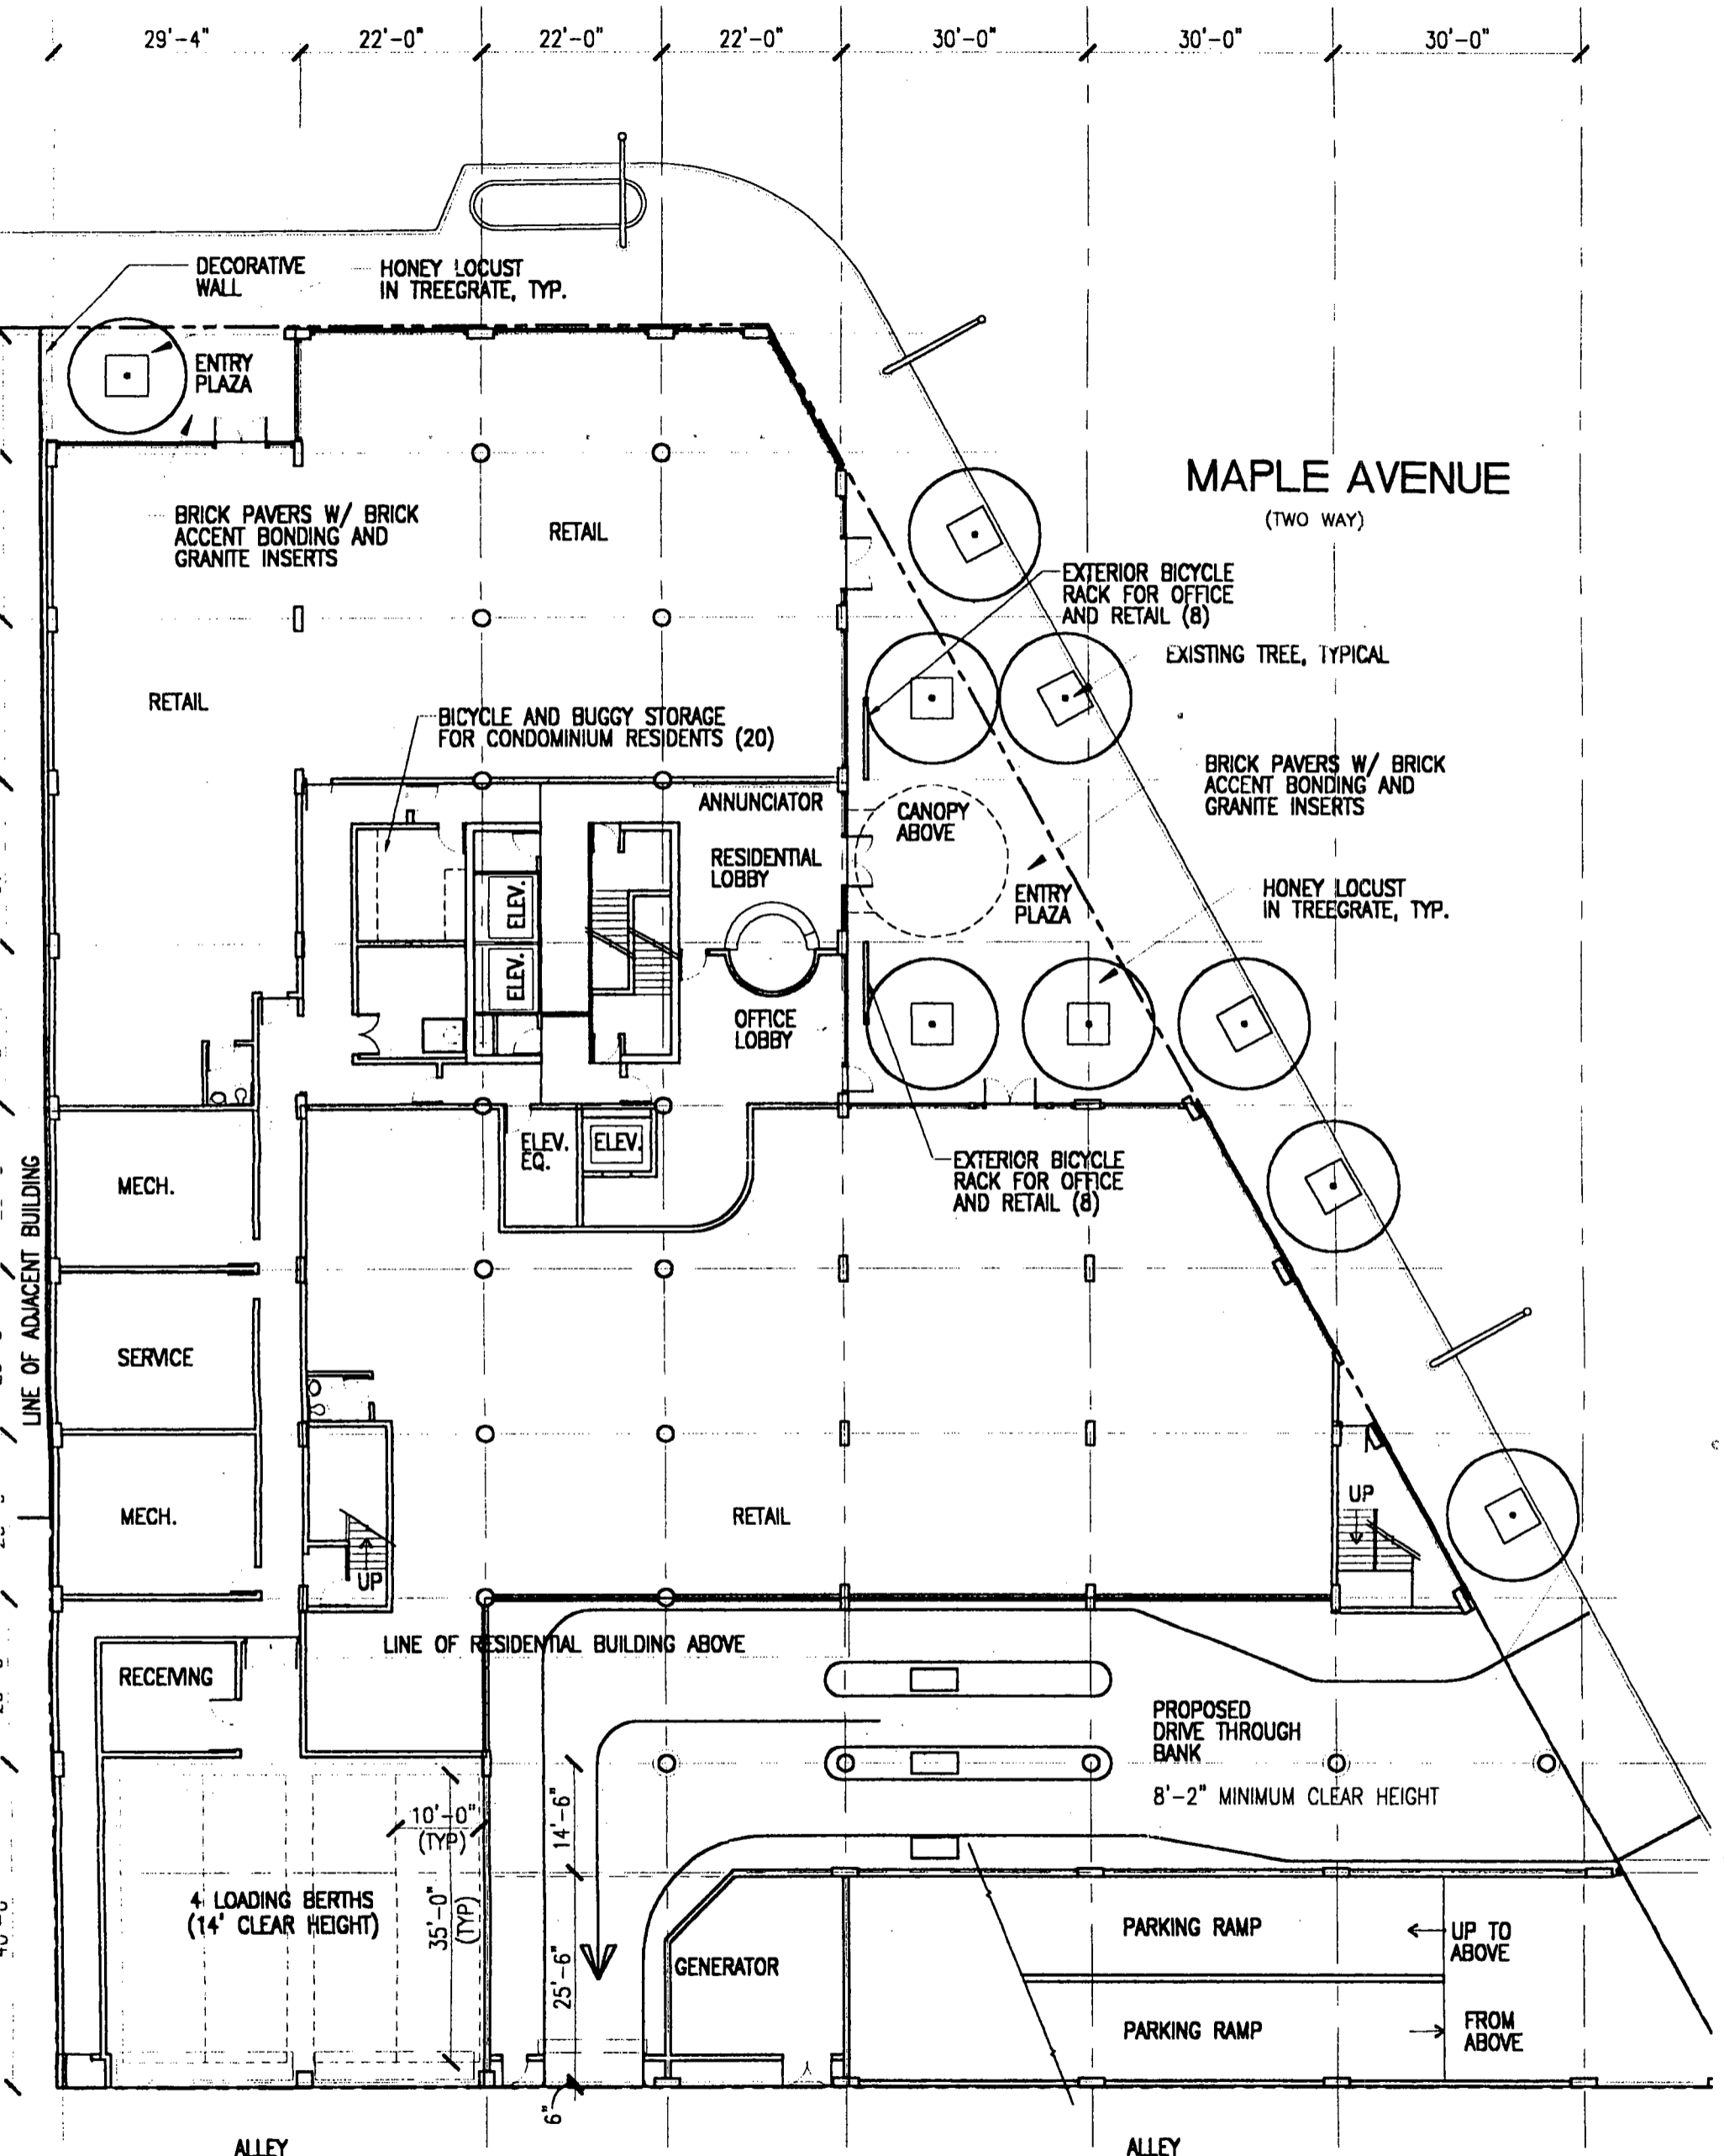 29'-4" 22'-0" 22'-0" 22'-0" 30'-0" 30'-0" 30'-0"
DECORATIVE
WALL
HONEY LOCUST
IN TREEGRATE, TYP.
ENTRY
PLAZA
MAPLE AVENUE
(TWO WAY)
BRICK PAVERS W/ BRICK
ACCENT BONDING AND
GRANITE INSERTS
RETAIL
EXTERIOR BICYCLE
RACK FOR OFFICE
AND RETAIL (8)
EXISTING TREE, TYPICAL
RETAIL
BICYCLE AND BUGGY STORAGE
FOR CONDOMINIUM RESIDENTS (20)
BRICK PAVERS W/ BRICK
ACCENT BONDING AND
GRANITE INSERTS
ANNUNCIATOR
CANOPY
ABOVE
RESIDENTIAL
LOBBY
ELEV.
ELEV.
ENTRY
PLAZA
HONEY LOCUST
IN TREEGRATE, TYP.
OFFICE
LOBBY
ELEV.
EQ.
ELEV.
EXTERIOR BICYCLE
RACK FOR OFFICE
AND RETAIL (8)
MECH.
LINE OF ADJACENT BUILDING
SERVICE
MECH.
RETAIL
UP
UP
LINE OF RESIDENTIAL BUILDING ABOVE
RECEIVING
PROPOSED
DRIVE THROUGH
BANK
8'-2" MINIMUM CLEAR HEIGHT
10'-0"
(TYP)
14'-6"
4 LOADING BERTHS
(14' CLEAR HEIGHT)
35'-0"
(TYP)
25'-6"
GENERATOR
PARKING RAMP
UP TO
ABOVE
PARKING RAMP
FROM
ABOVE
6"
ALLEY
ALLEY